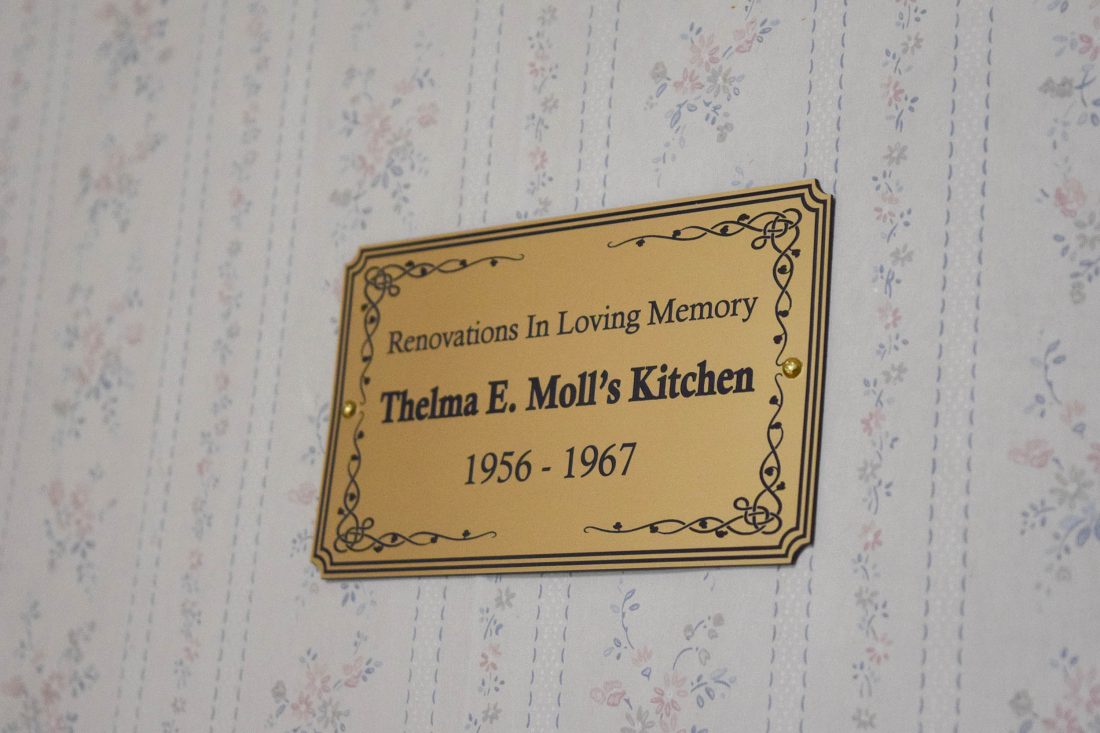 Renovations In Loving Memory
Thelma E. Moll's Kitchen
1956 - 1967